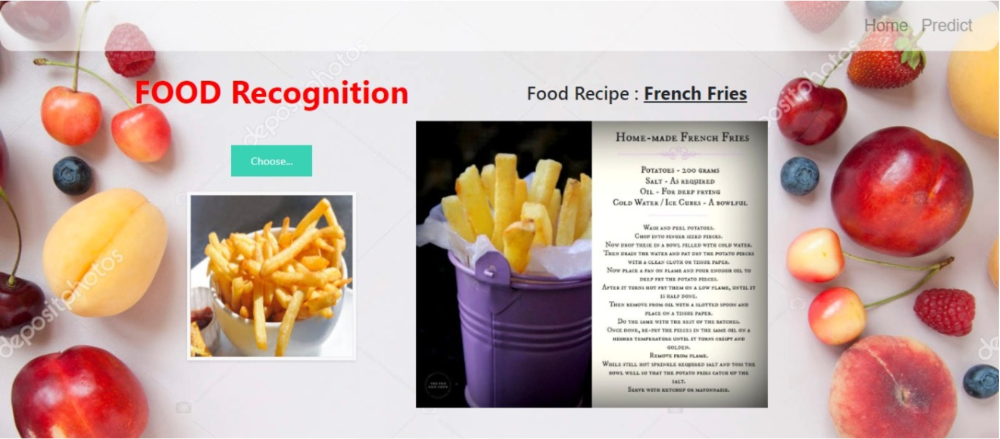 Home Predict
FOOD Recognition
Choose...
Food Recipe : French Fries
Home-made French Fries
Potatoes - 200 grams
Salt - As required
Oil - For deep frying
Cold Water / Ice Cubes - A bowlful
Wash and peel potatoes.
Chop into finger sized pieces.
Now drop these in a bowl filled with cold water.
Then drain the water and pat dry the potato pieces
with a clean cloth or tissue paper.
Now place a pan on flame and pour enough oil to
deep fry the potato pieces.
After it turns hot fry them on a low flame, until it
is half done.
Then remove from oil with a slotted spoon and
place on a tissue paper.
Do the same with the rest of the batches.
Once done, re-fry the pieces in the same oil on a
higher temperature until it turns crispy and
golden.
Remove from flame.
While still hot sprinkle required salt and toss the
bowl well so that the potato fries catch up the
salt.
Serve with ketchup or mayonnaise.
depositphotos
depositphotos
depositphotos